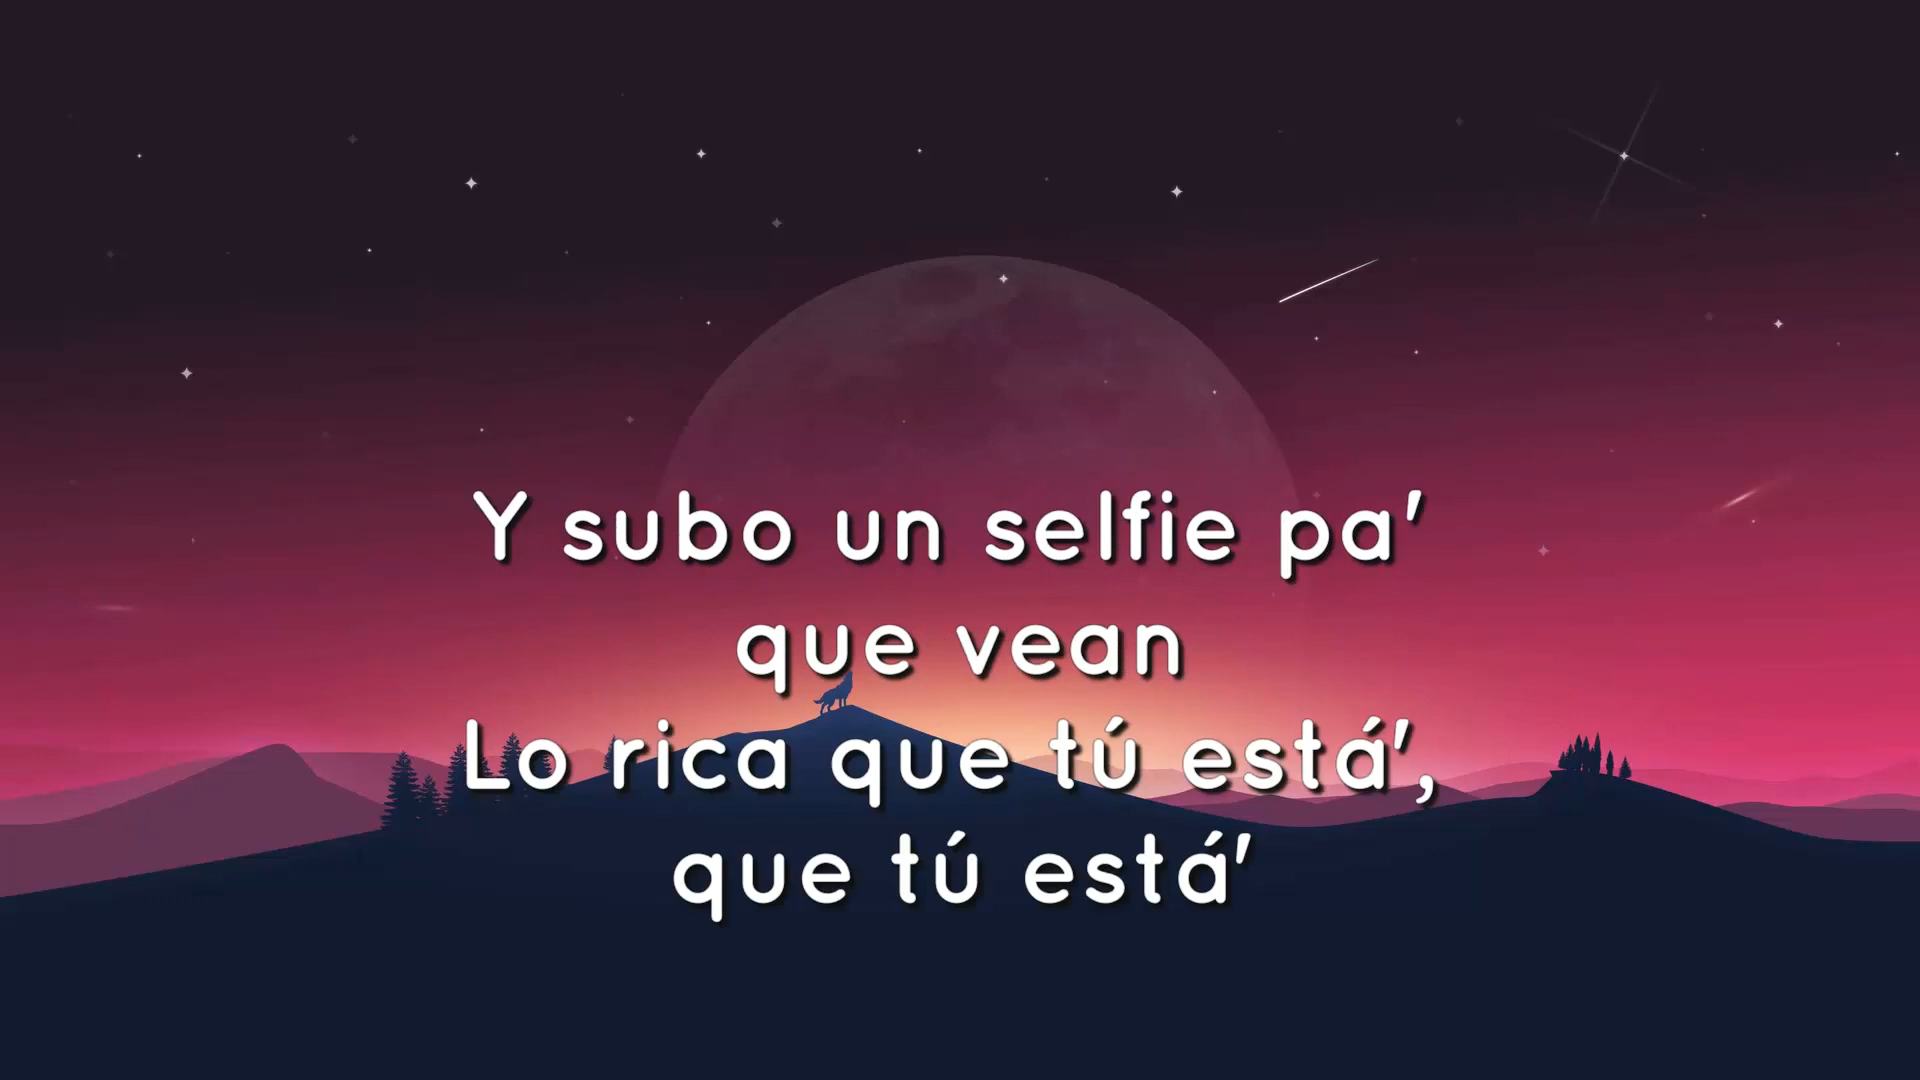 Y subo un selfie pa'
que vean
Lo rica que tú está',
que tú está'